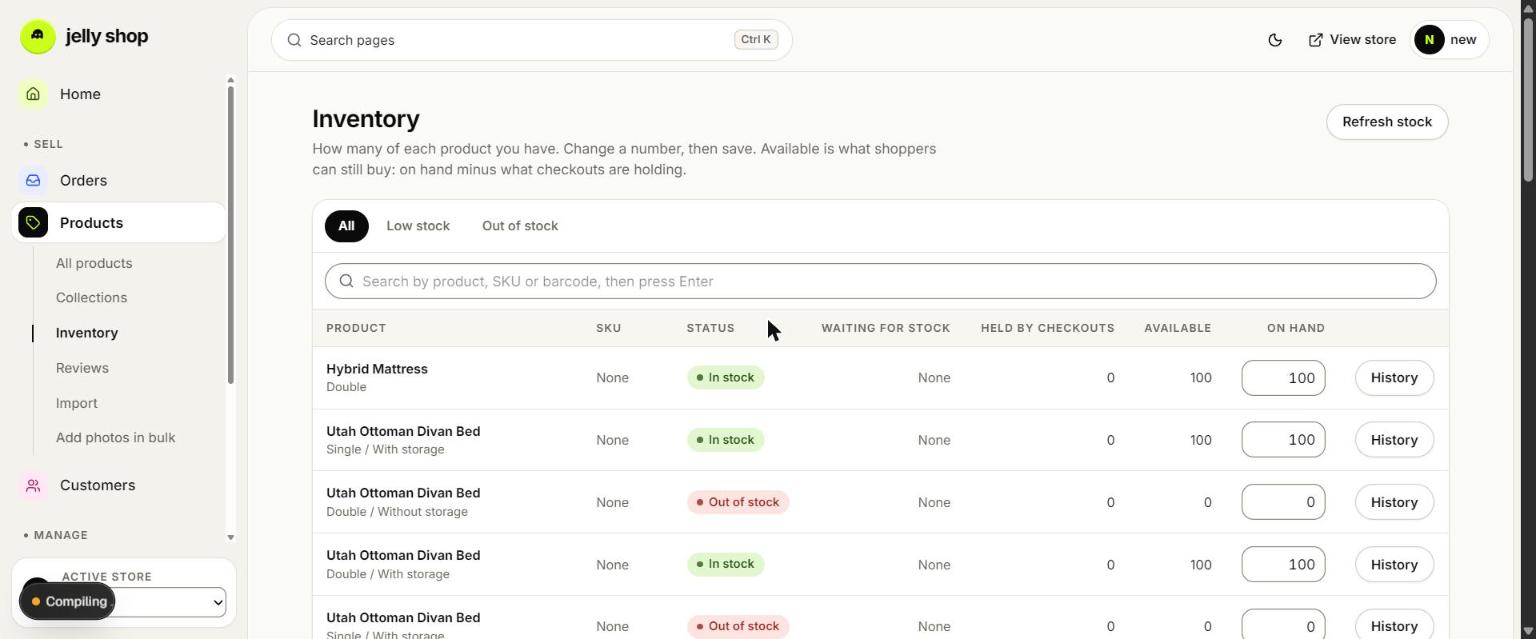 jelly shop
Search pages
Ctrl K
View store
N
new
Home
SELL
Orders
Products
All products
Collections
Inventory
Reviews
Import
Add photos in bulk
Customers
MANAGE
ACTIVE STORE
Compiling
Inventory
Refresh stock
How many of each product you have. Change a number, then save. Available is what shoppers
can still buy: on hand minus what checkouts are holding.
All
Low stock
Out of stock
Search by product, SKU or barcode, then press Enter
PRODUCT SKU STATUS WAITING FOR STOCK HELD BY CHECKOUTS AVAILABLE ON HAND
Hybrid Mattress
Double
None In stock None 0 100 100 History
Utah Ottoman Divan Bed
Single / With storage
None In stock None 0 100 100 History
Utah Ottoman Divan Bed
Double / Without storage
None Out of stock None 0 0 0 History
Utah Ottoman Divan Bed
Double / With storage
None In stock None 0 100 100 History
Utah Ottoman Divan Bed
Single / With storage
None Out of stock None 0 0 0 History